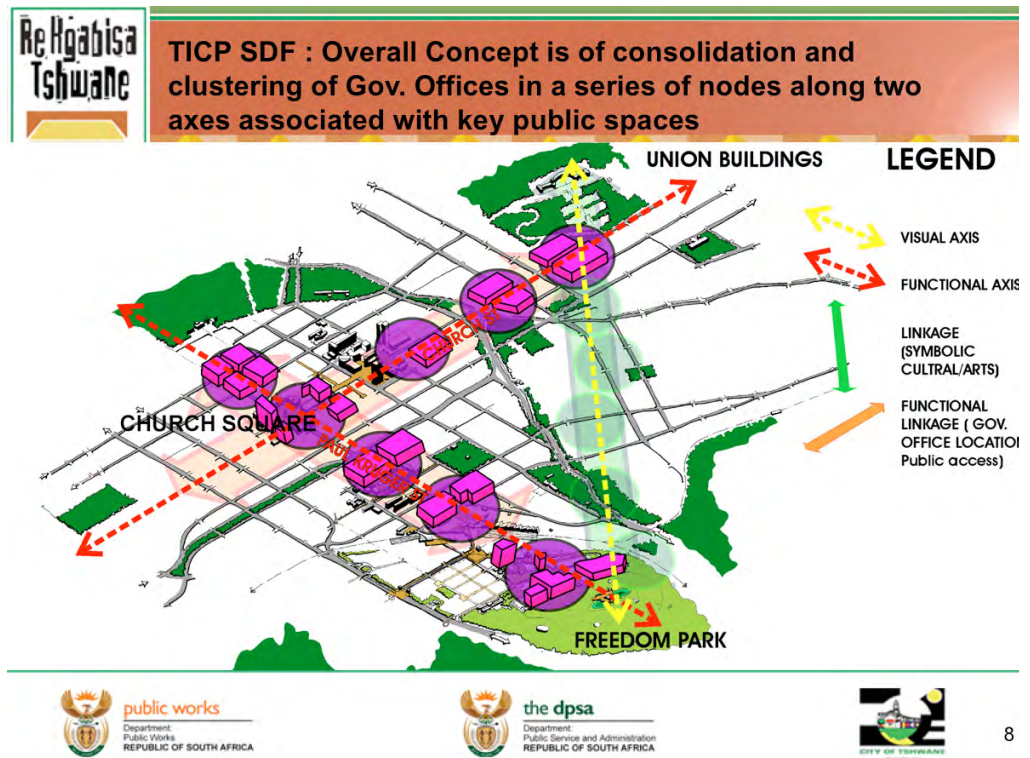 Re Kgabisa
Tshwane
TICP SDF : Overall Concept is of consolidation and
clustering of Gov. Offices in a series of nodes along two
axes associated with key public spaces
UNION BUILDINGS
LEGEND
VISUAL AXIS
FUNCTIONAL AXIS
LINKAGE
(SYMBOLIC
CULTRAL/ARTS)
FUNCTIONAL
LINKAGE ( GOV.
OFFICE LOCATION
Public access)
CHURCH ST
CHURCH SQUARE
PAUL KRUGER ST
FREEDOM PARK
public works
Department:
Public Works
REPUBLIC OF SOUTH AFRICA
the dpsa
Department:
Public Service and Administration
REPUBLIC OF SOUTH AFRICA
CITY OF TSHWANE
8